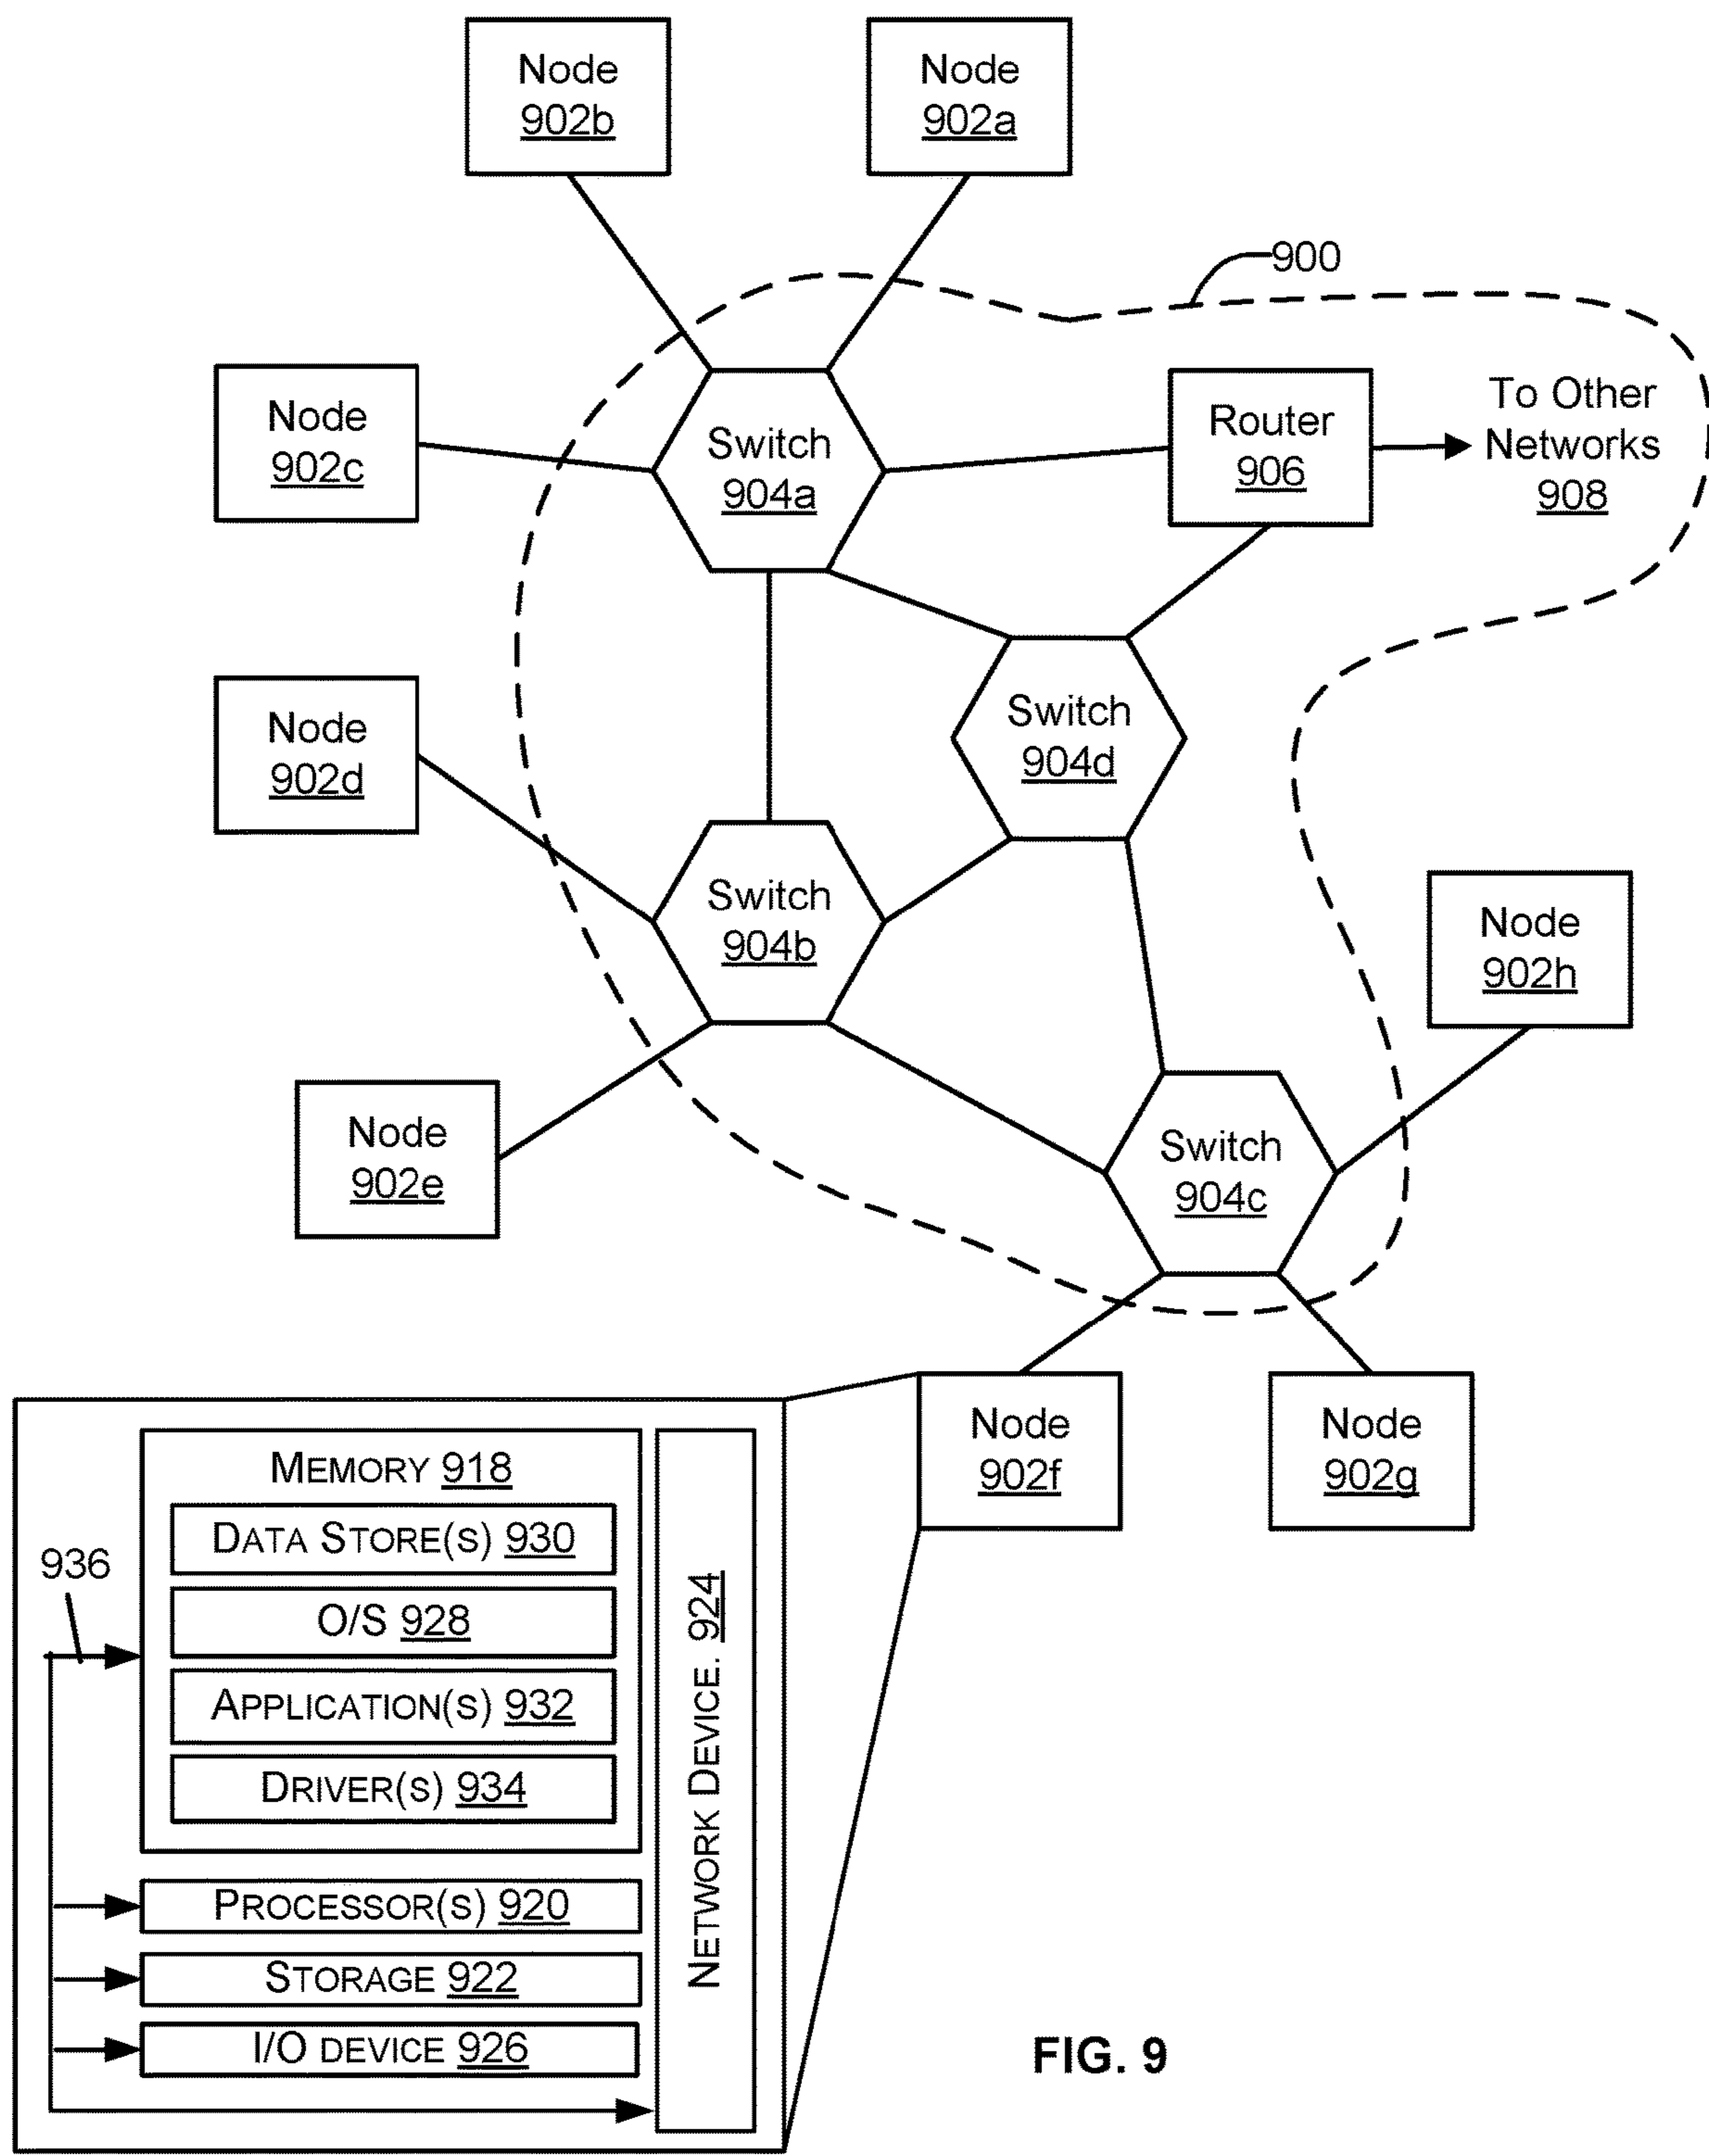 Node
902b
Node
902a
900
Node
902c
Switch
904a
Router
906
To Other
Networks
908
Node
902d
Switch
904d
Switch
904b
Node
902h
Node
902e
Switch
904c
Node
902f
Node
902g
MEMORY 918
DATA STORE(S) 930
936
O/S 928
APPLICATION(S) 932
DRIVER(S) 934
NETWORK DEVICE. 924
PROCESSOR(S) 920
STORAGE 922
I/O DEVICE 926
FIG. 9